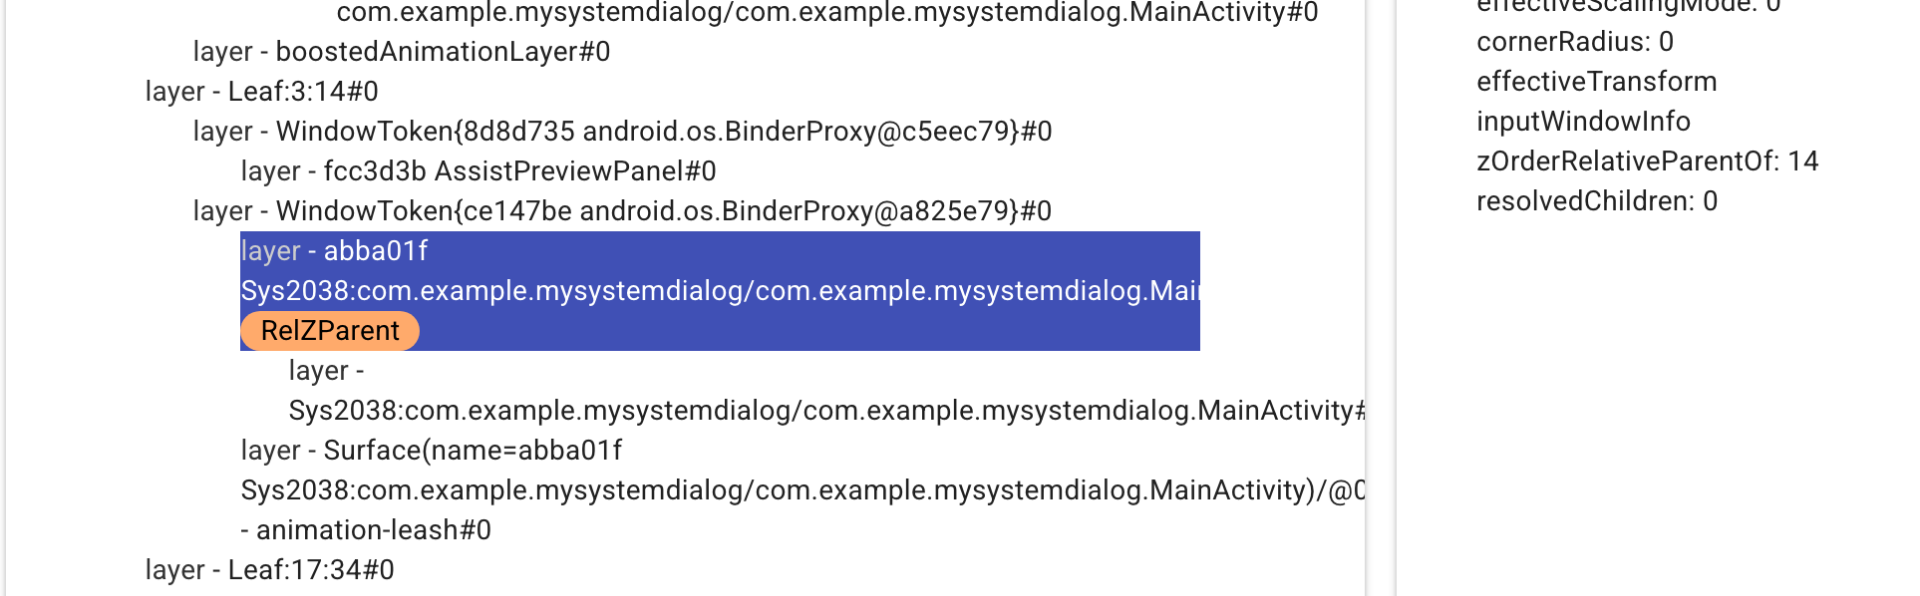 com.example.mysystemdialog/com.example.mysystemdialog.MainActivity#0
layer - boostedAnimationLayer#0
layer - Leaf:3:14#0
layer - WindowToken{8d8d735 android.os.BinderProxy@c5eec79}#0
layer - fcc3d3b AssistPreviewPanel#0
layer - WindowToken{ce147be android.os.BinderProxy@a825e79}#0
layer - abba01f
Sys2038:com.example.mysystemdialog/com.example.mysystemdialog.Mai
RelZParent
layer -
Sys2038:com.example.mysystemdialog/com.example.mysystemdialog.MainActivity#
layer - Surface(name=abba01f
Sys2038:com.example.mysystemdialog/com.example.mysystemdialog.MainActivity)/@0
- animation-leash#0
layer - Leaf:17:34#0
effectiveScalingMode: 0
cornerRadius: 0
effectiveTransform
inputWindowInfo
zOrderRelativeParentOf: 14
resolvedChildren: 0